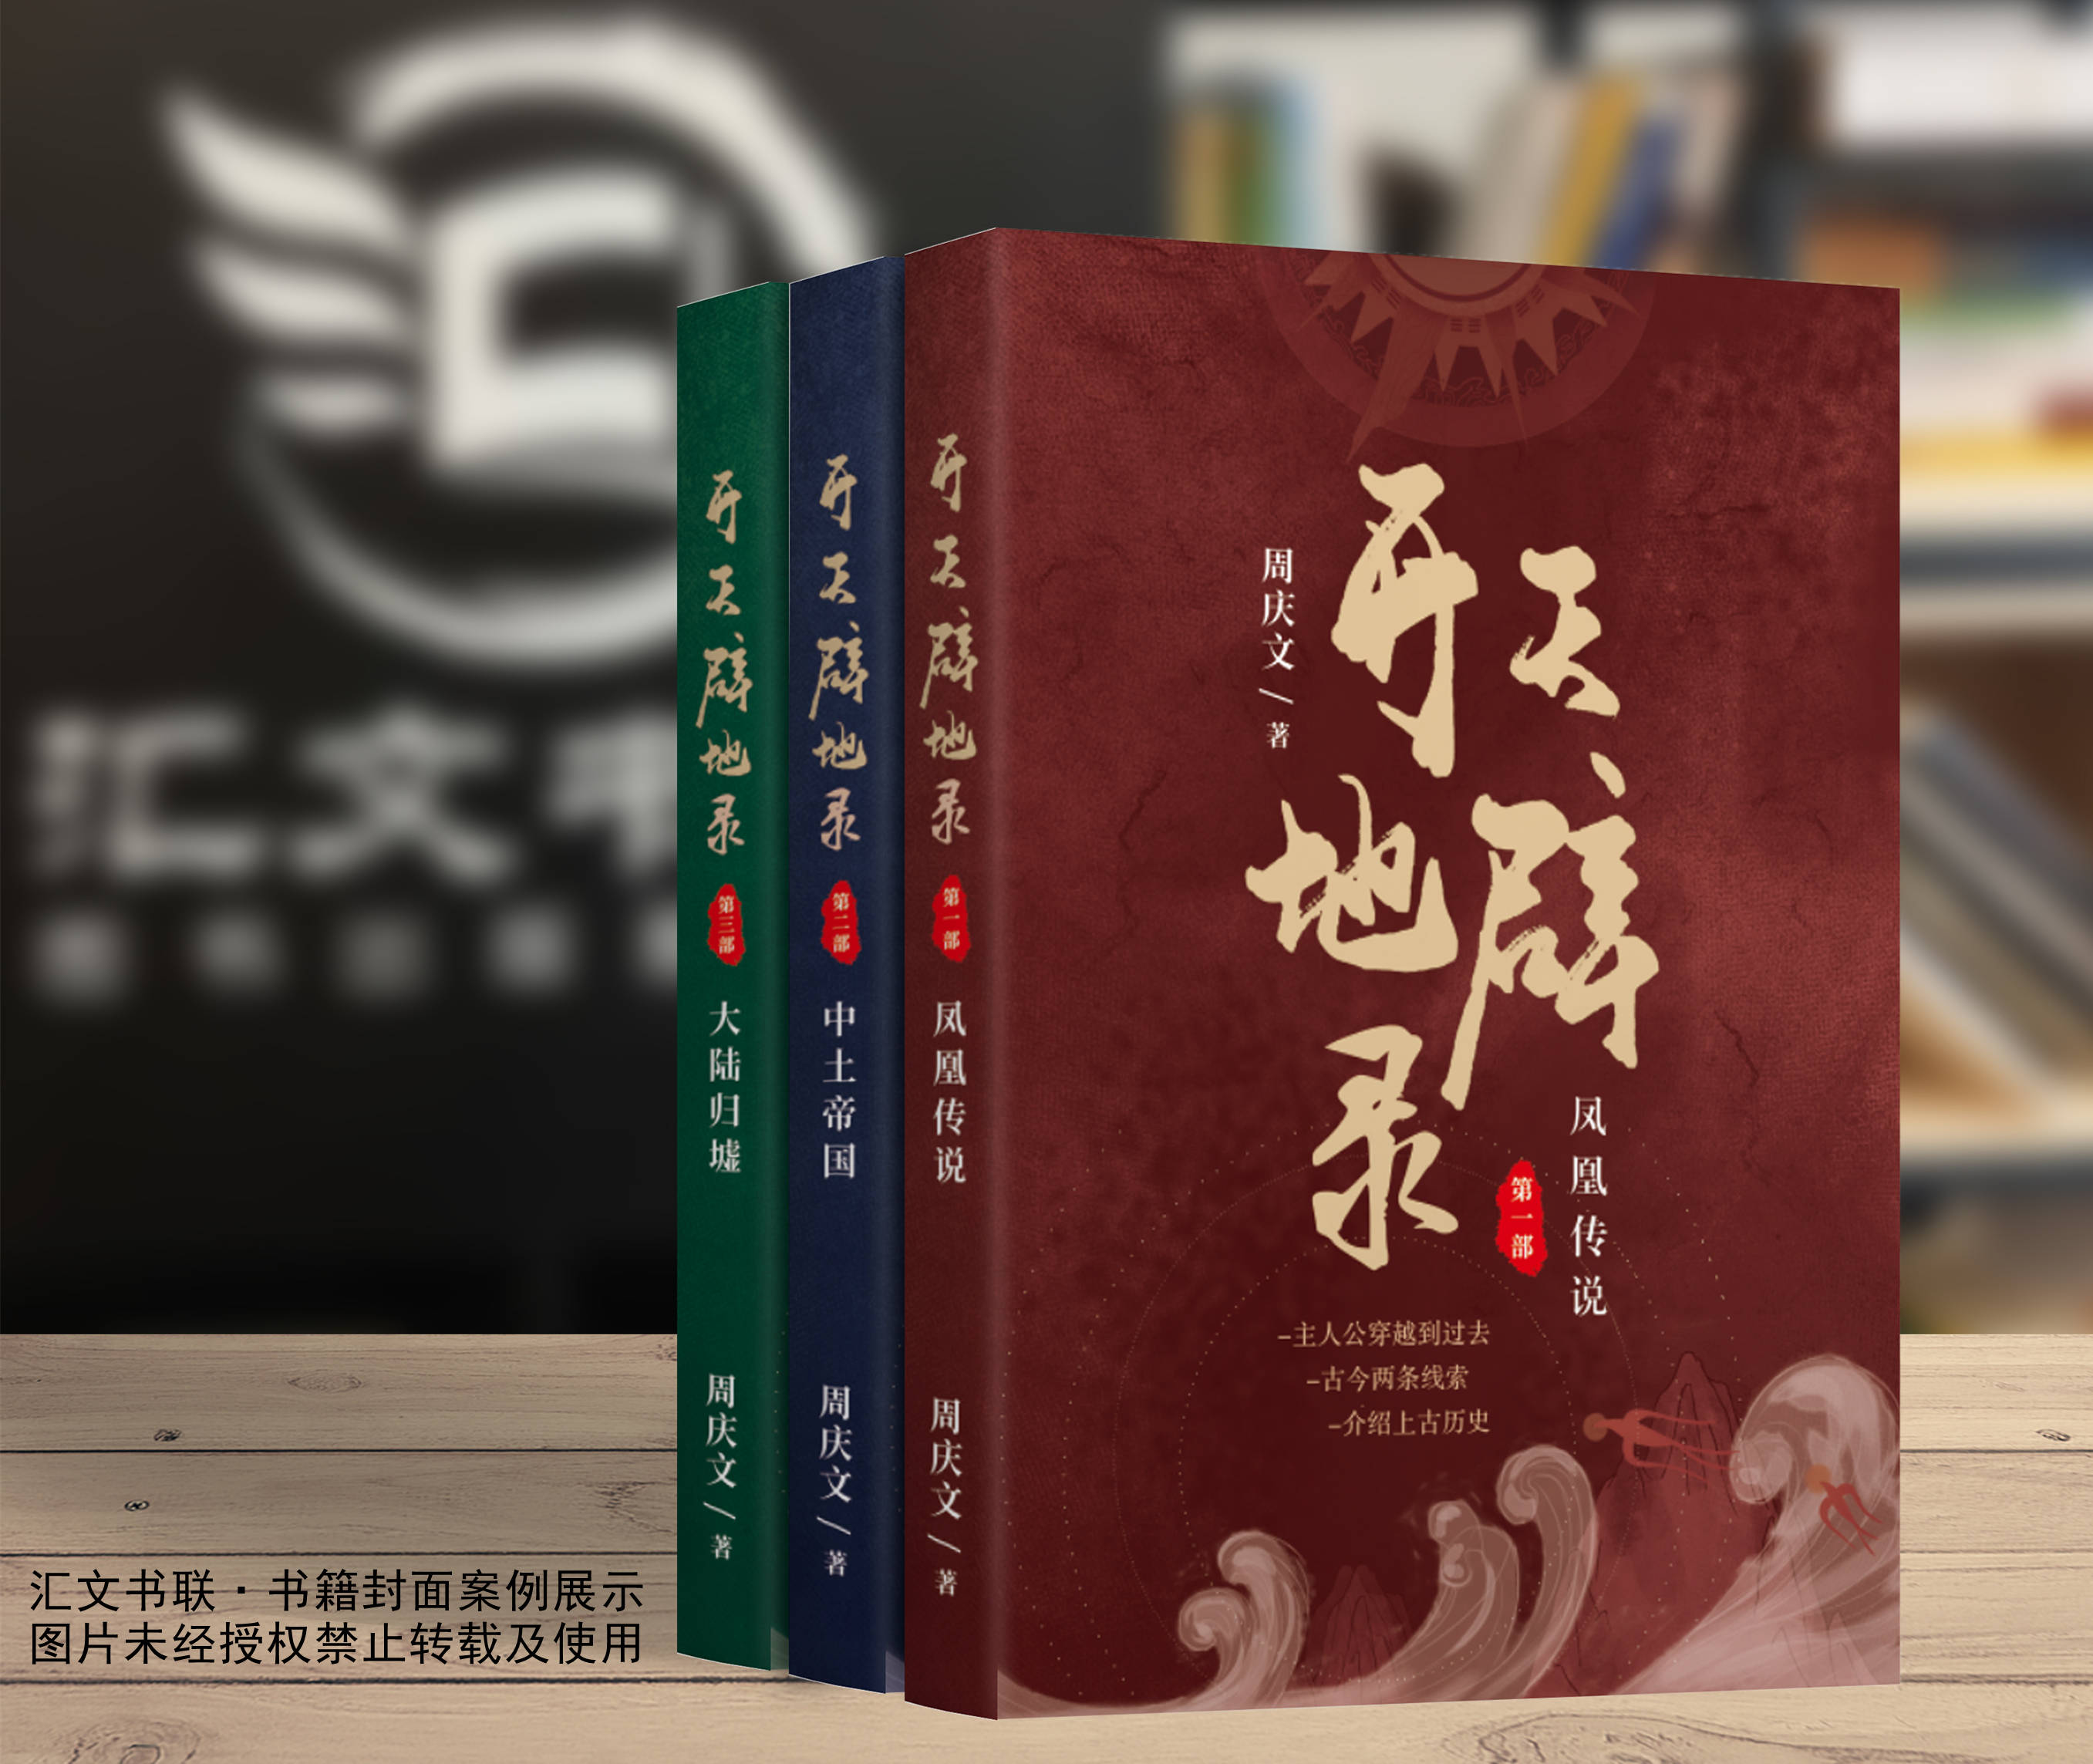 汇文书
开天辟地录
第三部
大陆归墟
周庆文/著
开天辟地录
第二部
中土帝国
周庆文/著
开天辟地录
第一部
凤凰传说
周庆文/著
开天
辟地
录
周庆文/著
第一部
凤凰传说
–主人公穿越到过去
–古今两条线索
–介绍上古历史
汇文书联·书籍封面案例展示
图片未经授权禁止转载及使用